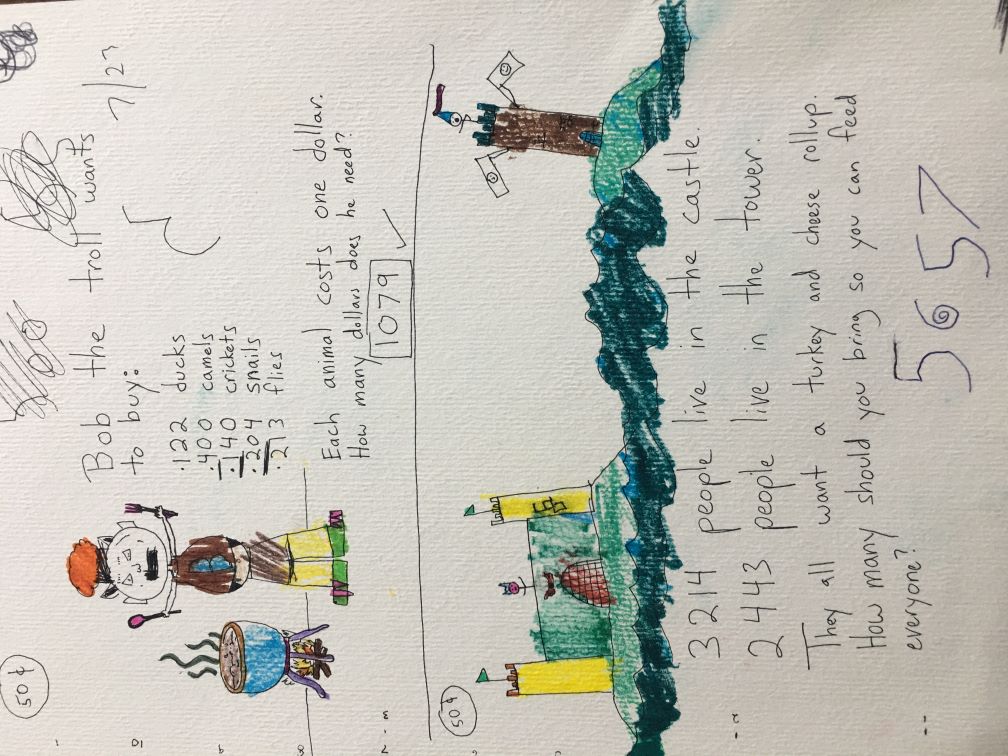 50¢
Bob the troll wants
to buy:
7/23
·122 ducks
·400 camels
·140 crickets
·204 snails
·213 flies
B
Each animal costs one dollar.
How many dollars does he need?
1079 ✓
50¢
3214 people live in the castle.
2443 people live in the tower.
They all want a turkey and cheese rollup.
How many should you bring so you can feed
everyone?
5657